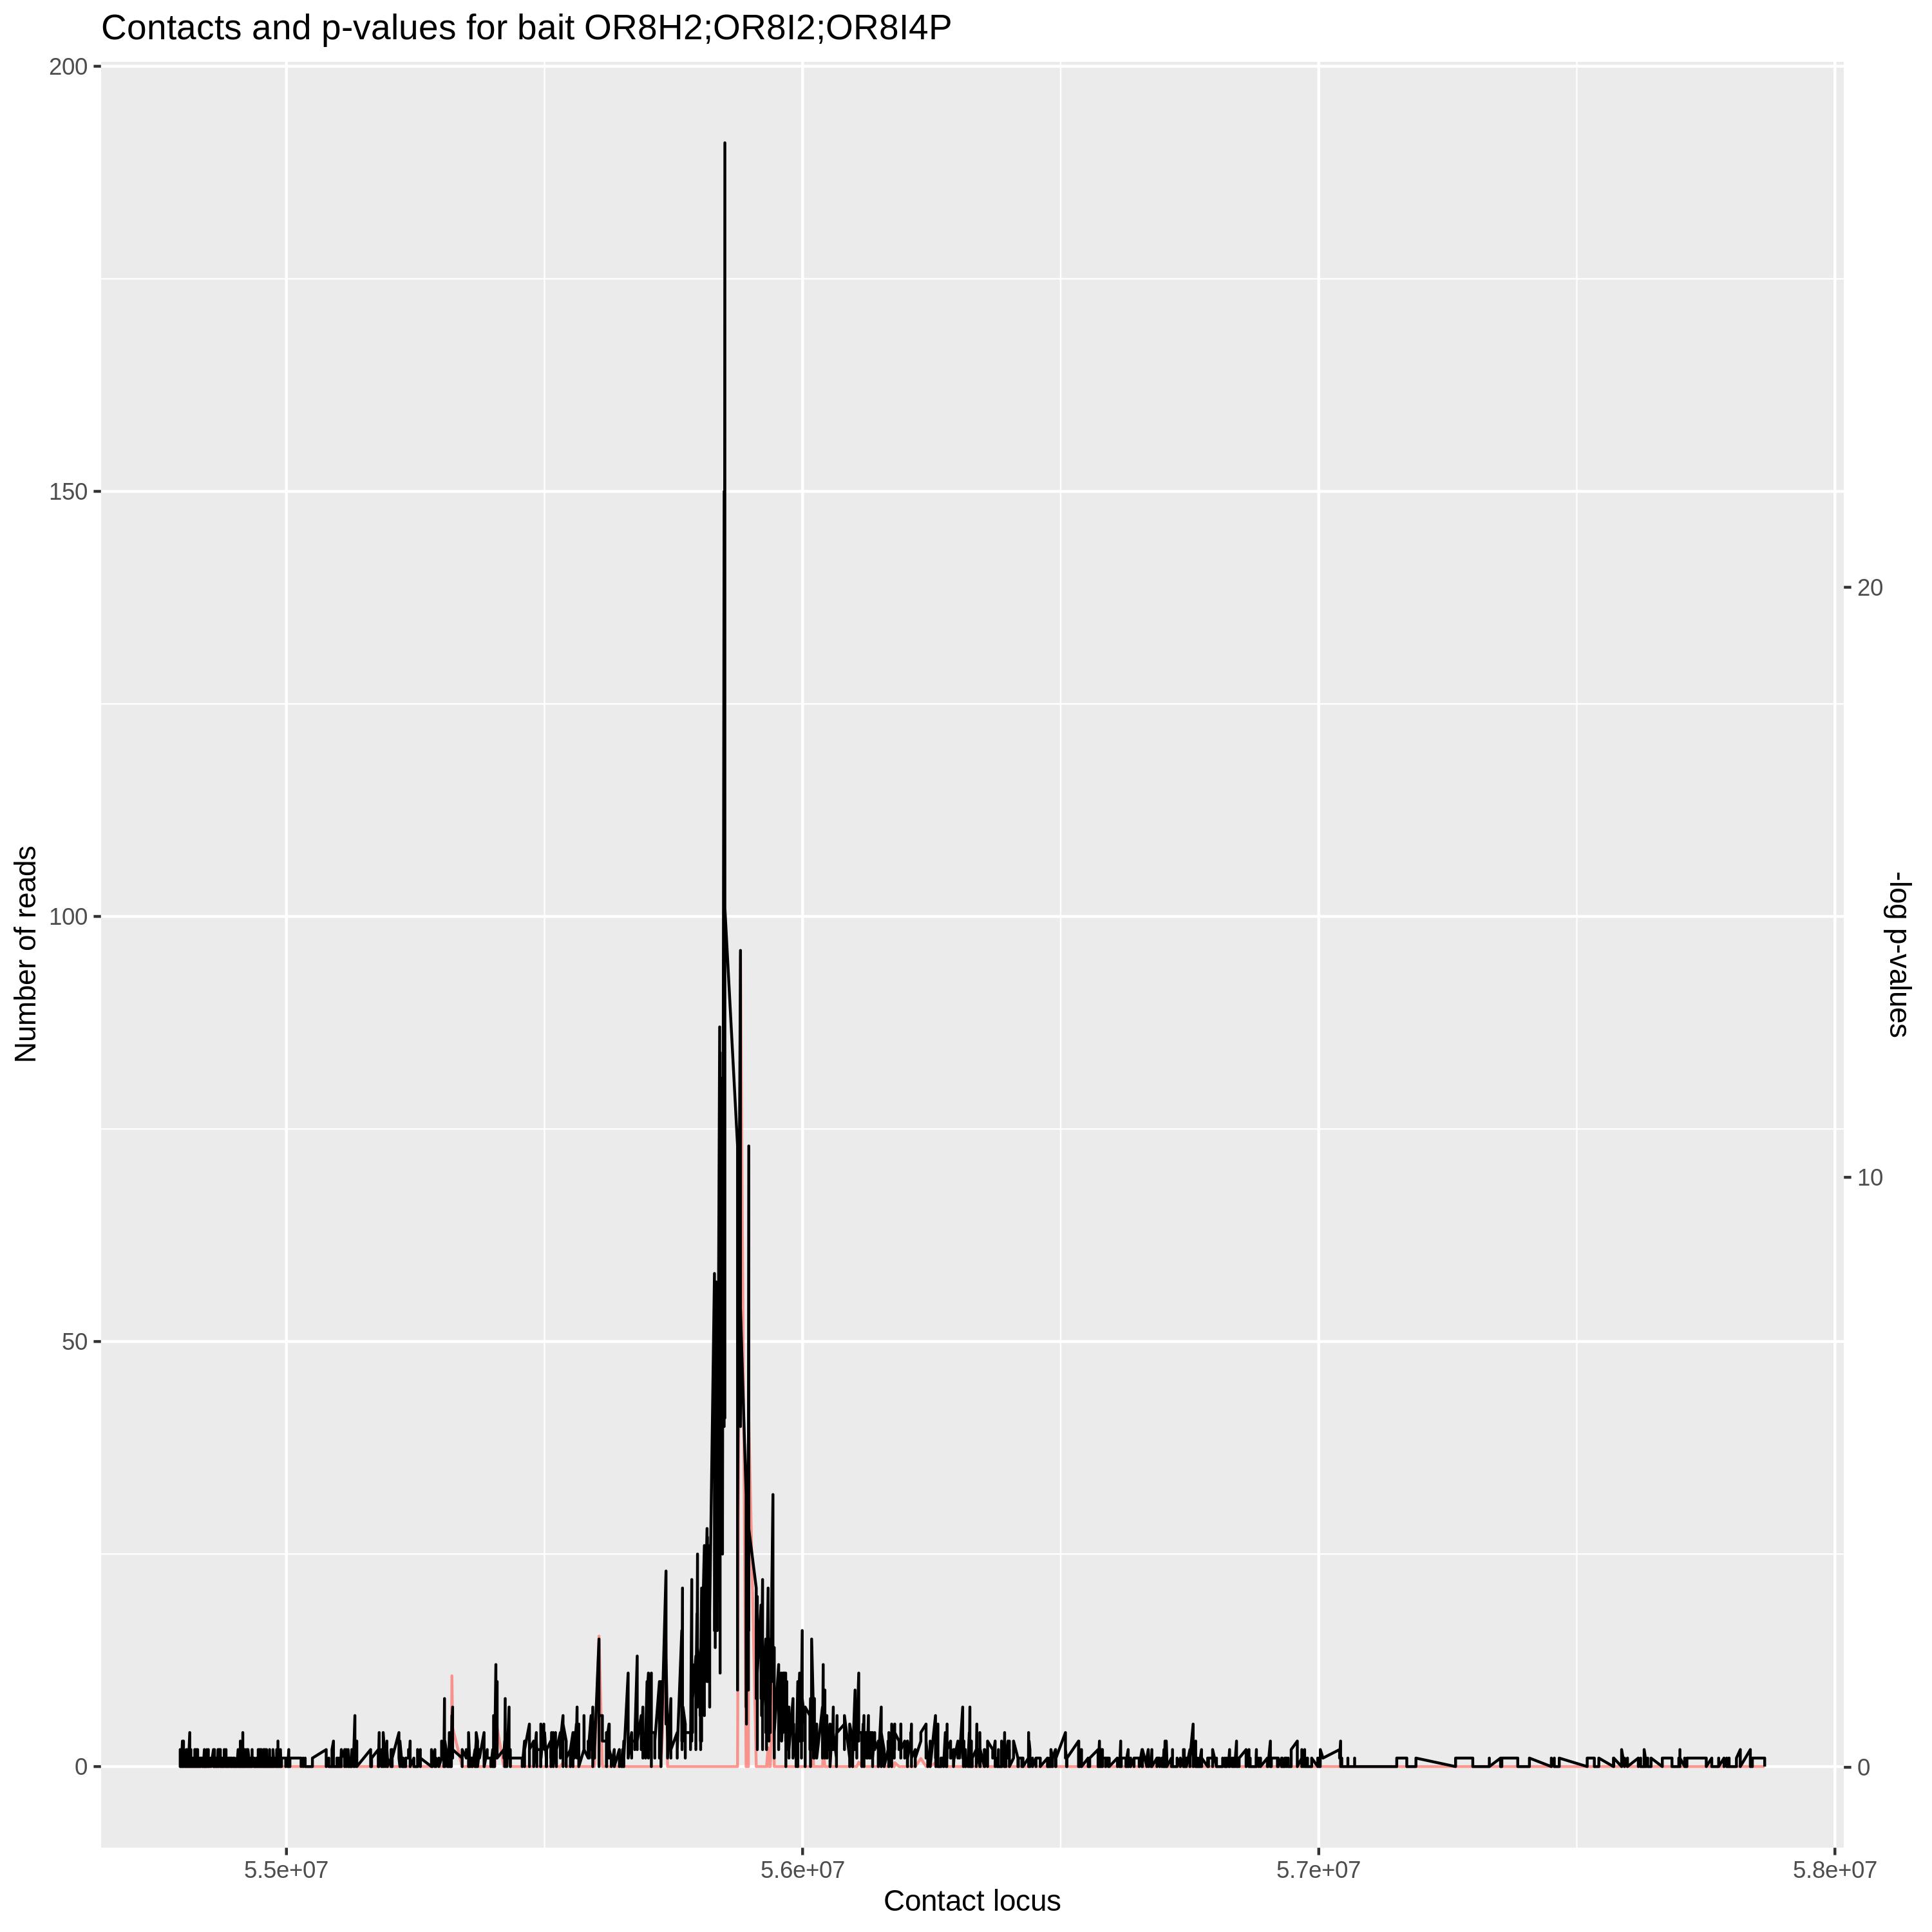 Contacts and p-values for bait OR8H2;OR8I2;OR8I4P
200
150
100
50
0
Number of reads
20
10
0
-log p-values
5.5e+07
5.6e+07
5.7e+07
5.8e+07
Contact locus